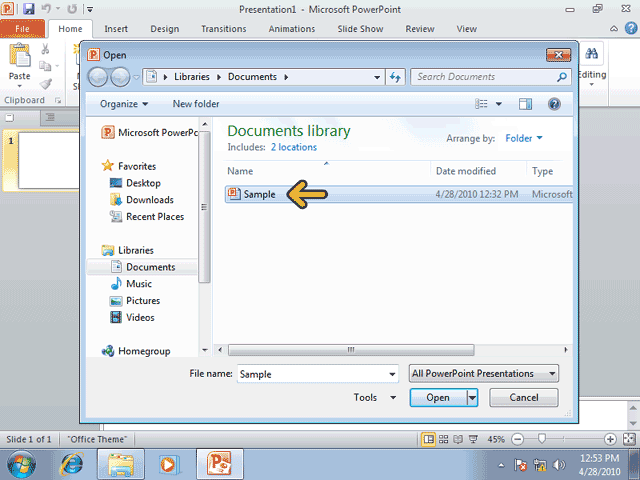 Presentation1 - Microsoft PowerPoint
File Home Insert Design Transitions Animations Slide Show Review View
Open
Libraries Documents Search Documents
Paste
Editing
Clipboard
Organize New folder
Microsoft PowerPo
Documents library
Includes: 2 locations
Arrange by: Folder
Name Date modified Type
Sample 4/28/2010 12:32 PM Microsoft
Favorites
Desktop
Downloads
Recent Places
Libraries
Documents
Music
Pictures
Videos
Homegroup
1
File name: Sample All PowerPoint Presentations
Tools Open Cancel
Slide 1 of 1 "Office Theme" 45%
12:53 PM
4/28/2010